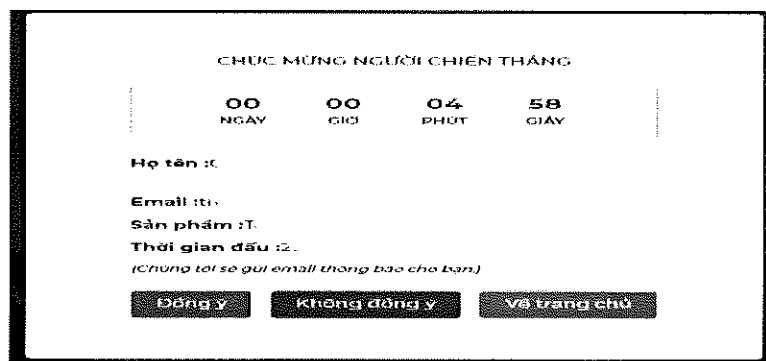 CHÚC MỪNG NGƯỜI CHIẾN THẮNG
00 00 04 58
NGÀY GIỜ PHÚT GIÂY
Họ tên :
Email :
Sản phẩm :T
Thời gian đấu :2
(Chúng tôi sẽ gửi email thông báo cho bạn.)
Đồng ý Không đồng ý Về trang chủ